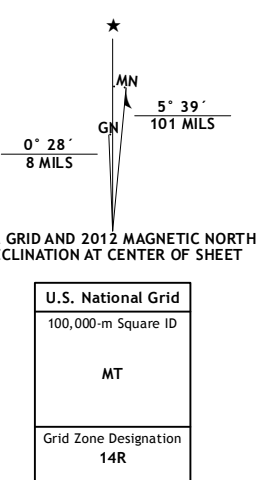 ★
MN
5° 39´
101 MILS
GN
0° 28´
8 MILS
GRID AND 2012 MAGNETIC NORTH
CLINATION AT CENTER OF SHEET
U.S. National Grid
100,000-m Square ID
MT
Grid Zone Designation
14R